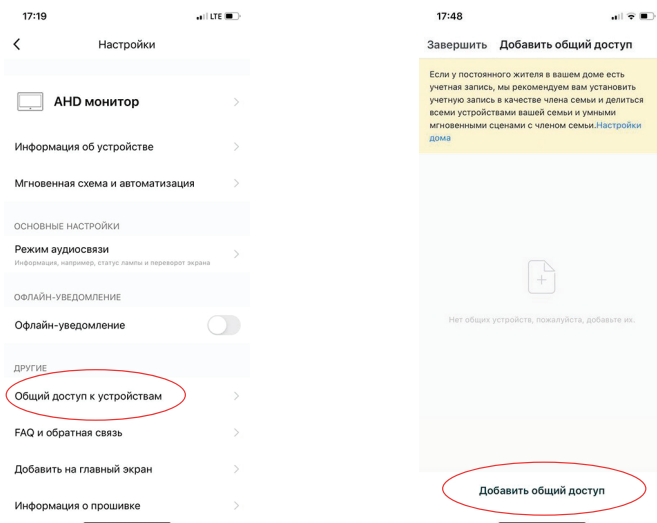 17:19
LTE
Настройки
AHD монитор
Информация об устройстве
Мгновенная схема и автоматизация
ОСНОВНЫЕ НАСТРОЙКИ
Режим аудиосвязи
Информация, например, статус лампы и переворот экрана
ОФЛАЙН-УВЕДОМЛЕНИЕ
Офлайн-уведомление
ДРУГИЕ
Общий доступ к устройствам
FAQ и обратная связь
Добавить на главный экран
Информация о прошивке
17:48
Завершить Добавить общий доступ
Если у постоянного жителя в вашем доме есть
учетная запись, мы рекомендуем вам установить
учетную запись в качестве члена семьи и делиться
всеми устройствами вашей семьи и умными
мгновенными сценами с членом семьи.Настройки
дома
Нет общих устройств, пожалуйста, добавьте их.
Добавить общий доступ